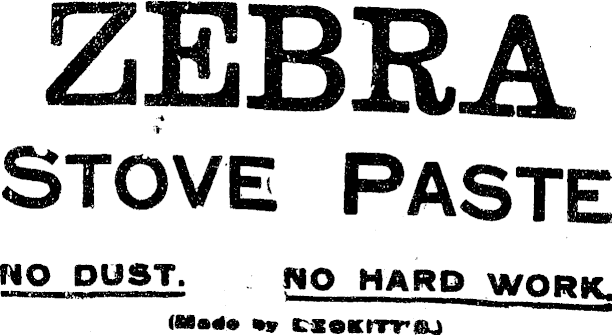 ZEBRA
STOVE PASTE
NO DUST. NO HARD WORK.
(Made by